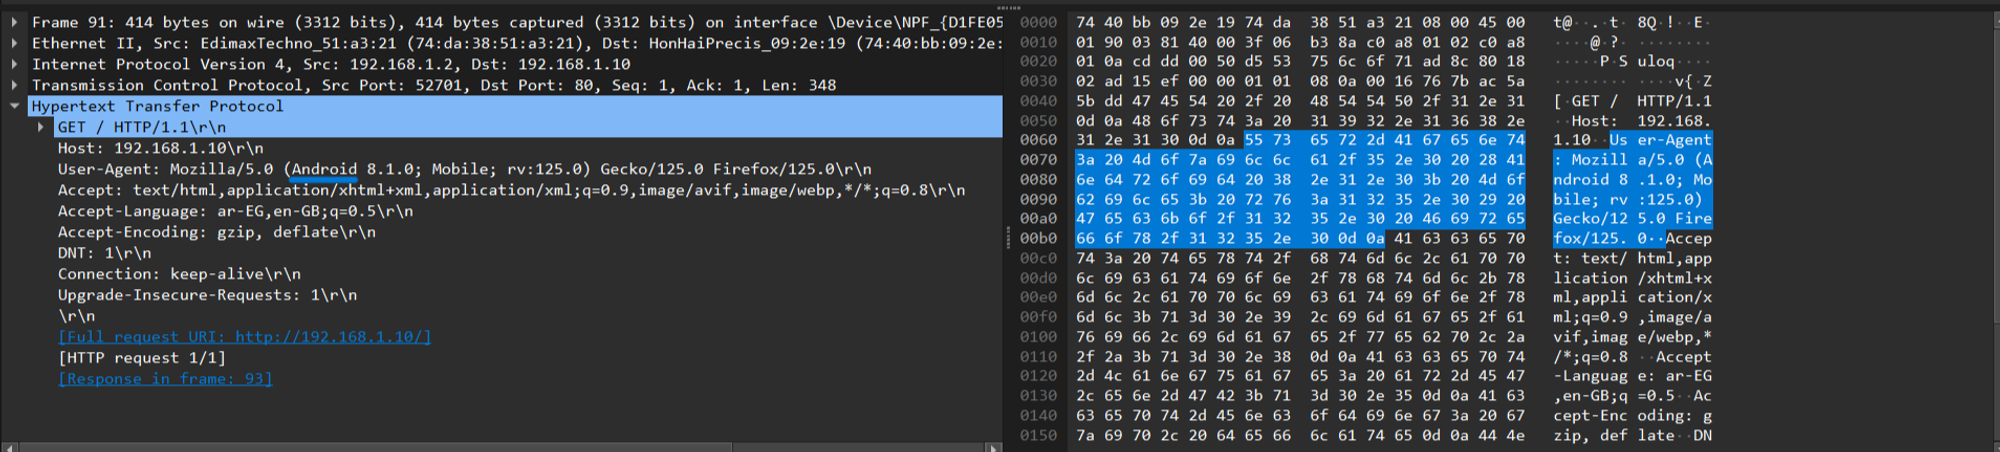 Frame 91: 414 bytes on wire (3312 bits), 414 bytes captured (3312 bits) on interface \Device\NPF_{D1FE05
Ethernet II, Src: EdimaxTechno_51:a3:21 (74:da:38:51:a3:21), Dst: HonHaiPrecis_09:2e:19 (74:40:bb:09:2e:
Internet Protocol Version 4, Src: 192.168.1.2, Dst: 192.168.1.10
Transmission Control Protocol, Src Port: 52701, Dst Port: 80, Seq: 1, Ack: 1, Len: 348
Hypertext Transfer Protocol
GET / HTTP/1.1\r\n
Host: 192.168.1.10\r\n
User-Agent: Mozilla/5.0 (Android 8.1.0; Mobile; rv:125.0) Gecko/125.0 Firefox/125.0\r\n
Accept: text/html,application/xhtml+xml,application/xml;q=0.9,image/avif,image/webp,*/*;q=0.8\r\n
Accept-Language: ar-EG,en-GB;q=0.5\r\n
Accept-Encoding: gzip, deflate\r\n
DNT: 1\r\n
Connection: keep-alive\r\n
Upgrade-Insecure-Requests: 1\r\n
\r\n
[Full request URI: http://192.168.1.10/]
[HTTP request 1/1]
[Response in frame: 93]
0000 74 40 bb 09 2e 19 74 da 38 51 a3 21 08 00 45 00 t@··.·t· 8Q·!··E·
0010 01 90 03 81 40 00 3f 06 b3 8a c0 a8 01 02 c0 a8 ····@·?· ········
0020 01 0a cd dd 00 50 d5 53 75 6c 6f 71 ad 8c 80 18 ·····P·S uloq····
0030 02 ad 15 ef 00 00 01 01 08 0a 00 16 76 7b ac 5a ········ ····v{·Z
0040 5b dd 47 45 54 20 2f 20 48 54 54 50 2f 31 2e 31 [·GET / HTTP/1.1
0050 0d 0a 48 6f 73 74 3a 20 31 39 32 2e 31 36 38 2e ··Host: 192.168.
0060 31 2e 31 30 0d 0a 55 73 65 72 2d 41 67 65 6e 74 1.10··Us er-Agent
0070 3a 20 4d 6f 7a 69 6c 6c 61 2f 35 2e 30 20 28 41 : Mozill a/5.0 (A
0080 6e 64 72 6f 69 64 20 38 2e 31 2e 30 3b 20 4d 6f ndroid 8 .1.0; Mo
0090 62 69 6c 65 3b 20 72 76 3a 31 32 35 2e 30 29 20 bile; rv :125.0)
00a0 47 65 63 6b 6f 2f 31 32 35 2e 30 20 46 69 72 65 Gecko/12 5.0 Fire
00b0 66 6f 78 2f 31 32 35 2e 30 0d 0a 41 63 63 65 70 fox/125. 0··Accep
00c0 74 3a 20 74 65 78 74 2f 68 74 6d 6c 2c 61 70 70 t: text/ html,app
00d0 6c 69 63 61 74 69 6f 6e 2f 78 68 74 6d 6c 2b 78 lication /xhtml+x
00e0 6d 6c 2c 61 70 70 6c 69 63 61 74 69 6f 6e 2f 78 ml,appli cation/x
00f0 6d 6c 3b 71 3d 30 2e 39 2c 69 6d 61 67 65 2f 61 ml;q=0.9 ,image/a
0100 76 69 66 2c 69 6d 61 67 65 2f 77 65 62 70 2c 2a vif,imag e/webp,*
0110 2f 2a 3b 71 3d 30 2e 38 0d 0a 41 63 63 65 70 74 /*;q=0.8 ··Accept
0120 2d 4c 61 6e 67 75 61 67 65 3a 20 61 72 2d 45 47 -Languag e: ar-EG
0130 2c 65 6e 2d 47 42 3b 71 3d 30 2e 35 0d 0a 41 63 ,en-GB;q =0.5··Ac
0140 63 65 70 74 2d 45 6e 63 6f 64 69 6e 67 3a 20 67 cept-Enc oding: g
0150 7a 69 70 2c 20 64 65 66 6c 61 74 65 0d 0a 44 4e zip, def late··DN